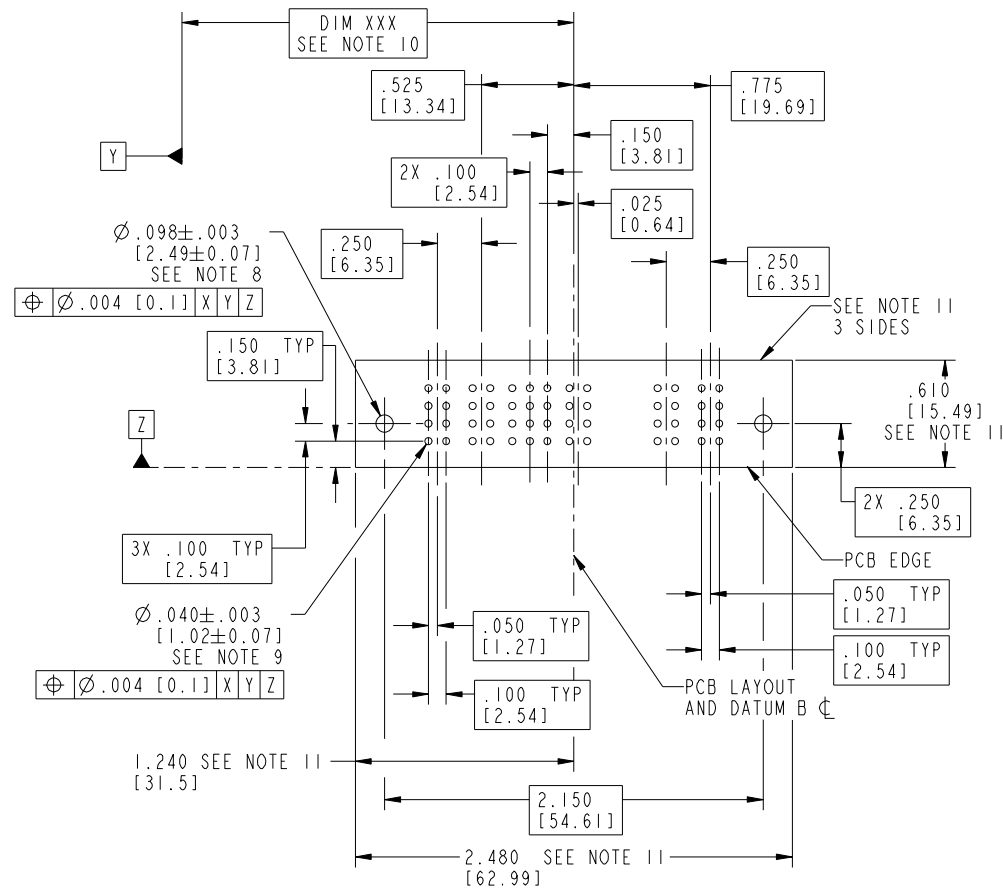 DIM XXX
SEE NOTE 10
.525
[13.34]
.775
[19.69]
Y
.150
[3.81]
2X .100
[2.54]
.025
[0.64]
Ø.098±.003
[2.49±0.07]
SEE NOTE 8
⌖ Ø.004 [0.1] X Y Z
.250
[6.35]
.250
[6.35]
SEE NOTE 11
3 SIDES
.150 TYP
[3.81]
.610
[15.49]
SEE NOTE 11
Z
2X .250
[6.35]
3X .100 TYP
[2.54]
PCB EDGE
Ø.040±.003
[1.02±0.07]
SEE NOTE 9
⌖ Ø.004 [0.1] X Y Z
.050 TYP
[1.27]
.050 TYP
[1.27]
.100 TYP
[2.54]
.100 TYP
[2.54]
PCB LAYOUT
AND DATUM B ℄
1.240 SEE NOTE 11
[31.5]
2.150
[54.61]
2.480 SEE NOTE 11
[62.99]